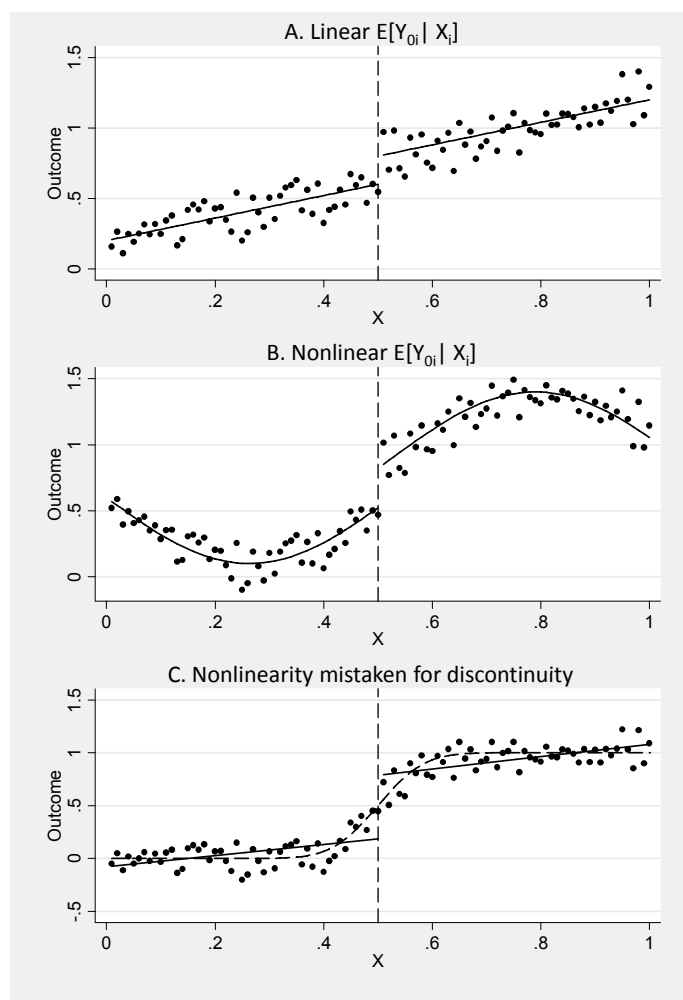 A. Linear E[Y₀ᵢ| Xᵢ]
1.5
1
.5
0
Outcome
0 .2 .4 .6 .8 1
X
B. Nonlinear E[Y₀ᵢ| Xᵢ]
1.5
1
.5
0
Outcome
0 .2 .4 .6 .8 1
X
C. Nonlinearity mistaken for discontinuity
1.5
1
.5
0
-.5
Outcome
0 .2 .4 .6 .8 1
X